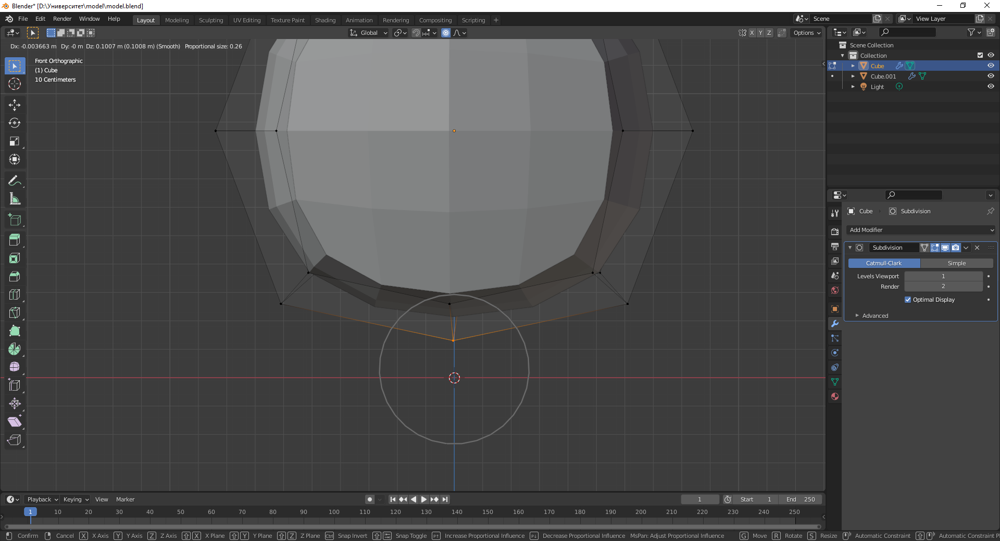 Blender* [D:\Университет\model\model.blend]
File Edit Render Window Help Layout Modeling Sculpting UV Editing Texture Paint Shading Animation Rendering Compositing Scripting + Scene View Layer
Global X Y Z Options
Dx: -0.003663 m Dy: -0 m Dz: 0.1007 m (0.1008 m) (Smooth) Proportional size: 0.26
Front Orthographic
(1) Cube
10 Centimeters
Scene Collection
Collection
Cube
Cube.001
Light
Cube Subdivision
Add Modifier
Subdivision
Catmull-Clark Simple
Levels Viewport 1
Render 2
Optimal Display
Advanced
Playback Keying View Marker 1 Start 1 End 250
1 10 20 30 40 50 60 70 80 90 100 110 120 130 140 150 160 170 180 190 200 210 220 230 240 250
Confirm Cancel X X Axis Y Y Axis Z Z Axis X X Plane Y Y Plane Z Z Plane Ctrl Snap Invert Snap Toggle P↑ Increase Proportional Influence P↓ Decrease Proportional Influence MsPan: Adjust Proportional Influence G Move R Rotate S Resize Automatic Constraint Automatic Constraint Pl